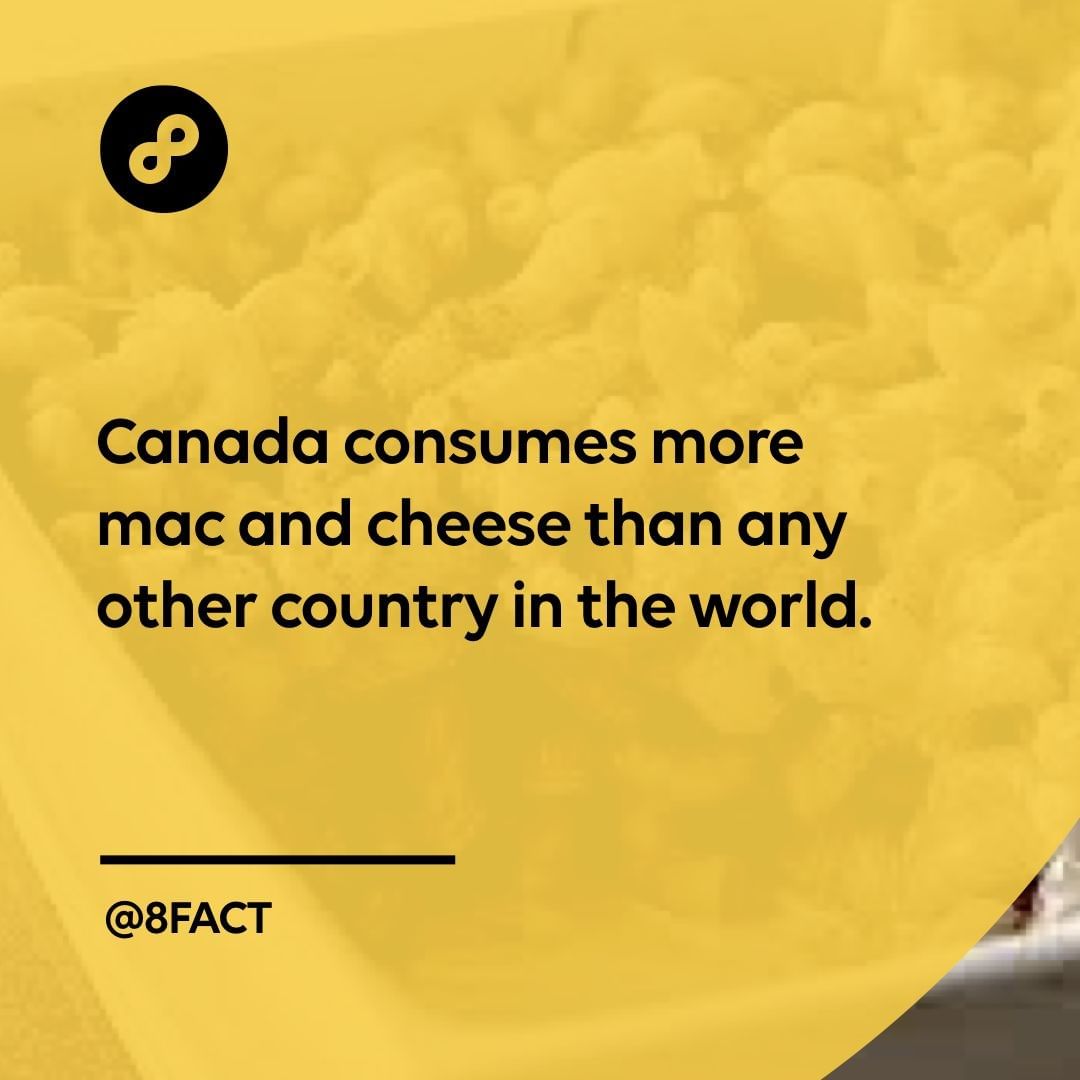 Canada consumes more
mac and cheese than any
other country in the world.
@8FACT